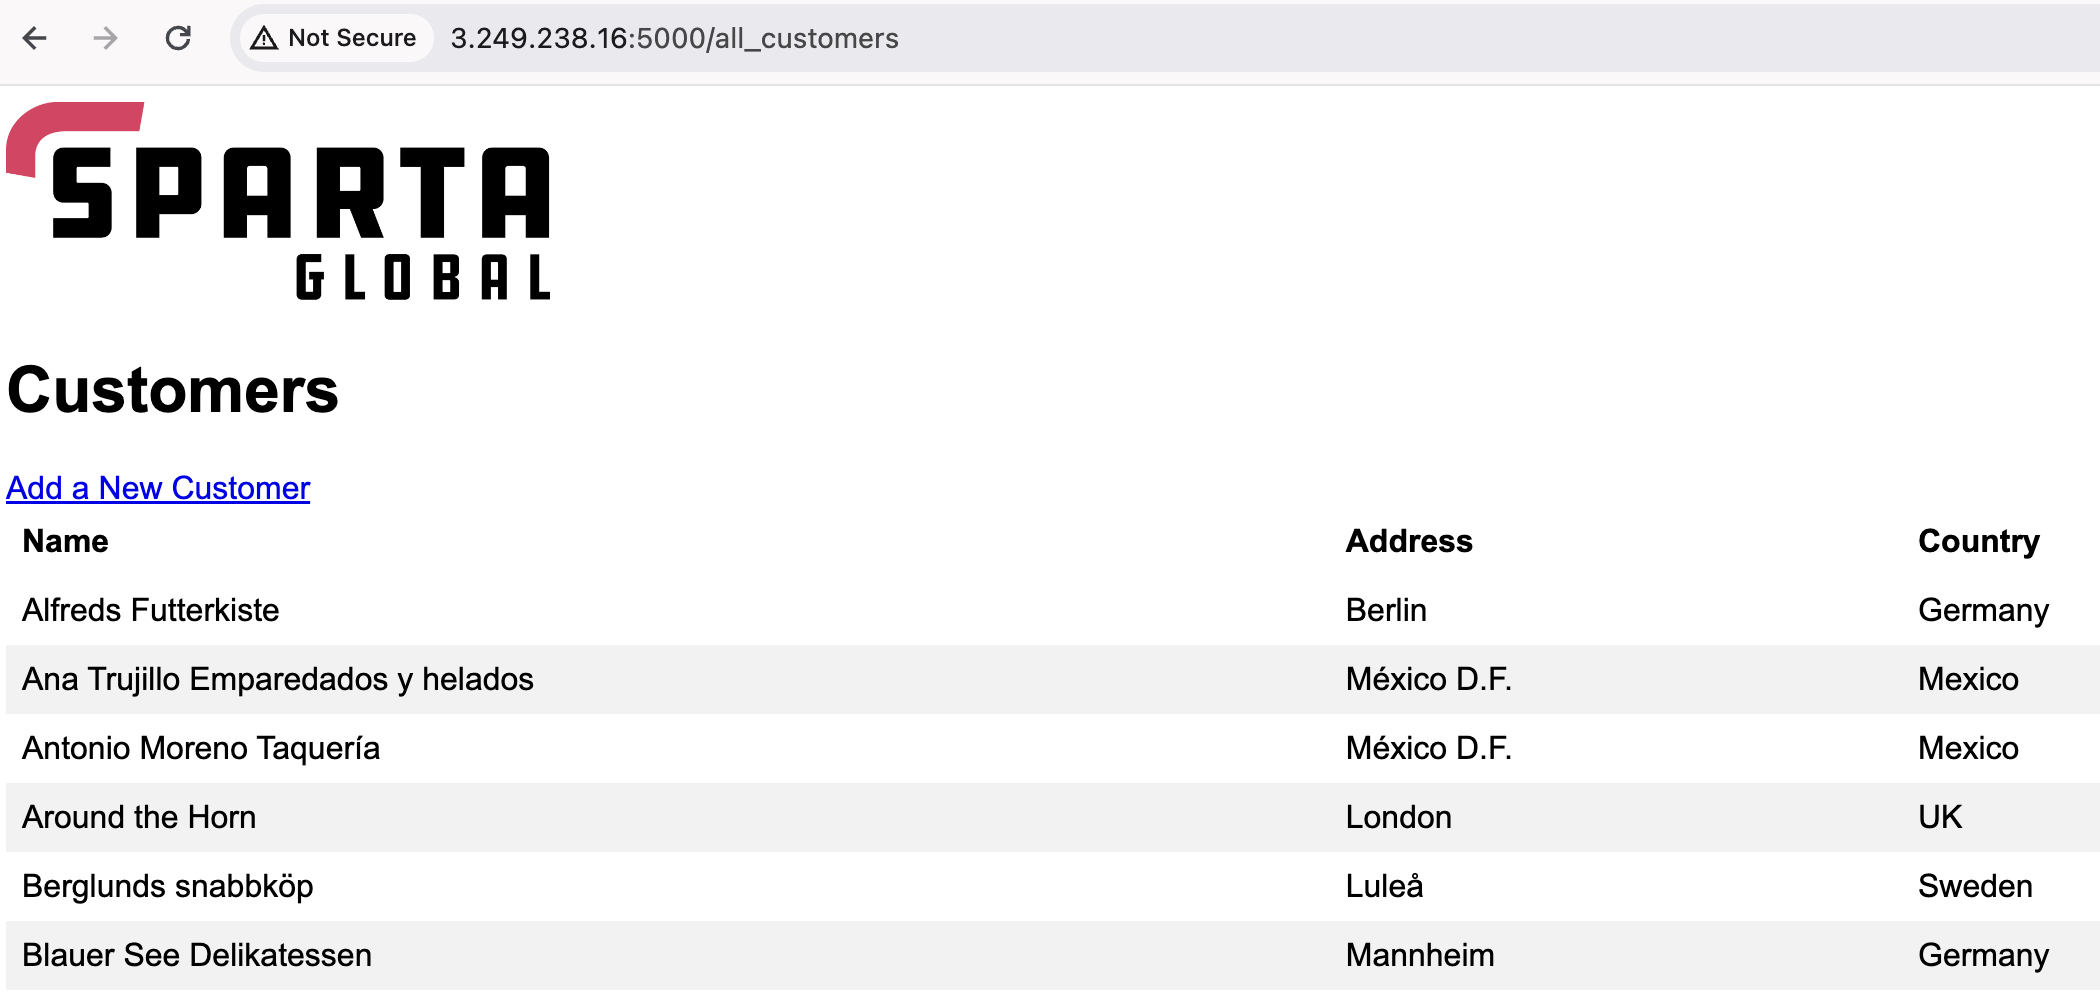 Not Secure 3.249.238.16:5000/all_customers
SPARTA
GLOBAL
Customers
Add a New Customer
Name Address Country
Alfreds Futterkiste Berlin Germany
Ana Trujillo Emparedados y helados México D.F. Mexico
Antonio Moreno Taquería México D.F. Mexico
Around the Horn London UK
Berglunds snabbköp Luleå Sweden
Blauer See Delikatessen Mannheim Germany